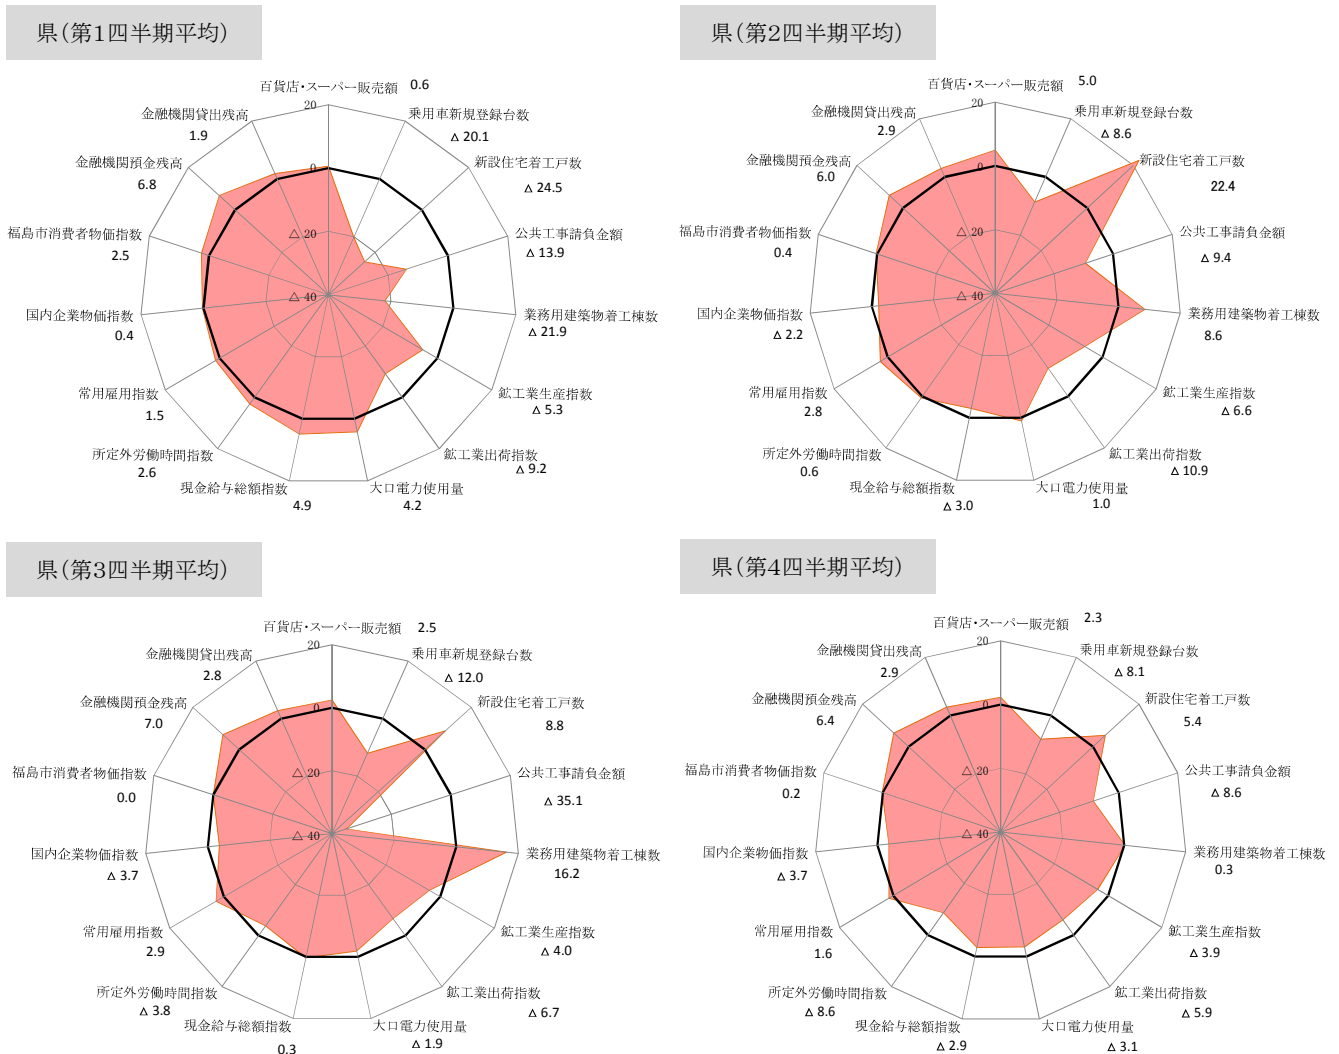 県(第1四半期平均)
百貨店・スーパー販売額 0.6
20
乗用車新規登録台数
△ 20.1
新設住宅着工戸数
△ 24.5
公共工事請負金額
△ 13.9
業務用建築物着工棟数
△ 21.9
鉱工業生産指数
△ 5.3
鉱工業出荷指数
△ 9.2
大口電力使用量
4.2
現金給与総額指数
4.9
所定外労働時間指数
2.6
常用雇用指数
1.5
国内企業物価指数
0.4
福島市消費者物価指数
2.5
金融機関預金残高
6.8
金融機関貸出残高
1.9
0
△ 20
△ 40
県(第2四半期平均)
百貨店・スーパー販売額 5.0
20
乗用車新規登録台数
△ 8.6
新設住宅着工戸数
22.4
公共工事請負金額
△ 9.4
業務用建築物着工棟数
8.6
鉱工業生産指数
△ 6.6
鉱工業出荷指数
△ 10.9
大口電力使用量
1.0
現金給与総額指数
△ 3.0
所定外労働時間指数
0.6
常用雇用指数
2.8
国内企業物価指数
△ 2.2
福島市消費者物価指数
0.4
金融機関預金残高
6.0
金融機関貸出残高
2.9
0
△ 20
△ 40
県(第3四半期平均)
百貨店・スーパー販売額 2.5
20
乗用車新規登録台数
△ 12.0
新設住宅着工戸数
8.8
公共工事請負金額
△ 35.1
業務用建築物着工棟数
16.2
鉱工業生産指数
△ 4.0
鉱工業出荷指数
△ 6.7
大口電力使用量
△ 1.9
現金給与総額指数
0.3
所定外労働時間指数
△ 3.8
常用雇用指数
2.9
国内企業物価指数
△ 3.7
福島市消費者物価指数
0.0
金融機関預金残高
7.0
金融機関貸出残高
2.8
0
△ 20
△ 40
県(第4四半期平均)
百貨店・スーパー販売額 2.3
20
乗用車新規登録台数
△ 8.1
新設住宅着工戸数
5.4
公共工事請負金額
△ 8.6
業務用建築物着工棟数
0.3
鉱工業生産指数
△ 3.9
鉱工業出荷指数
△ 5.9
大口電力使用量
△ 3.1
現金給与総額指数
△ 2.9
所定外労働時間指数
△ 8.6
常用雇用指数
1.6
国内企業物価指数
△ 3.7
福島市消費者物価指数
0.2
金融機関預金残高
6.4
金融機関貸出残高
2.9
0
△ 20
△ 40